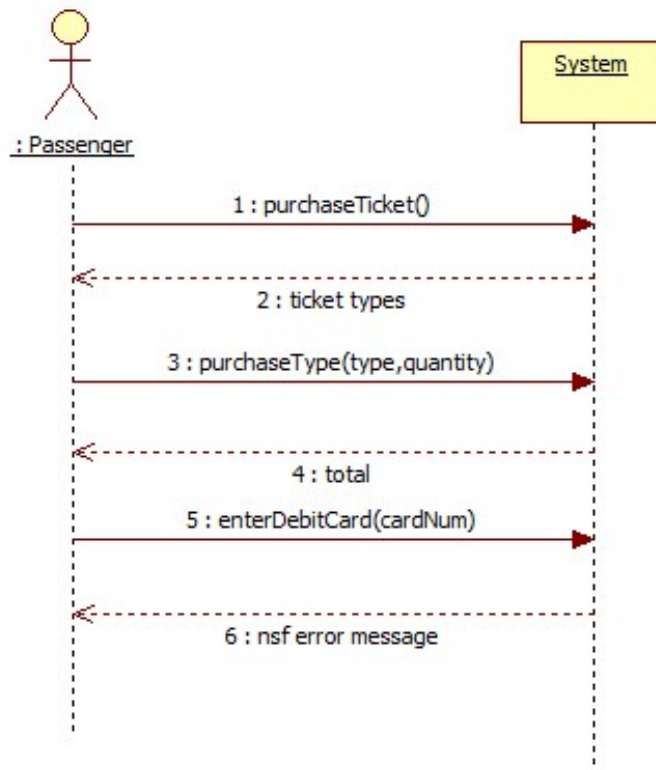 System
: Passenger
1 : purchaseTicket()
2 : ticket types
3 : purchaseType(type,quantity)
4 : total
5 : enterDebitCard(cardNum)
6 : nsf error message